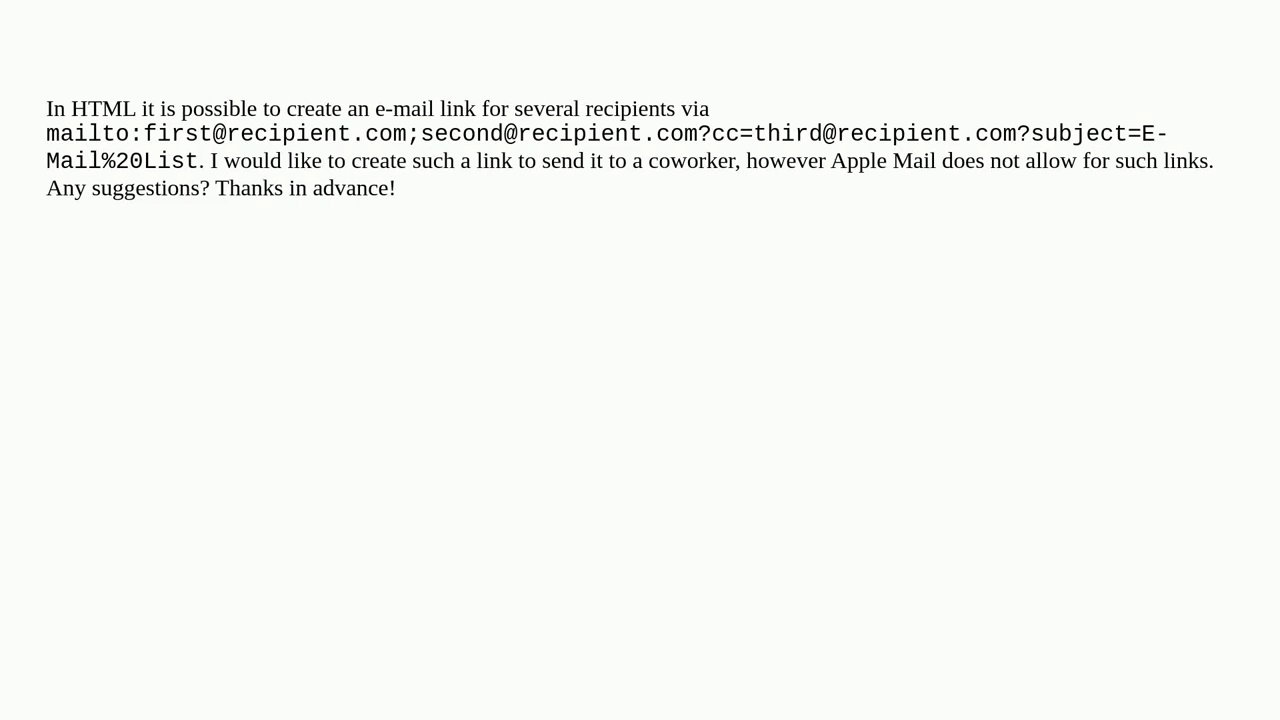 In HTML it is possible to create an e-mail link for several recipients via
mailto:first@recipient.com;second@recipient.com?cc=third@recipient.com?subject=E-
Mail%20List. I would like to create such a link to send it to a coworker, however Apple Mail does not allow for such links.
Any suggestions? Thanks in advance!